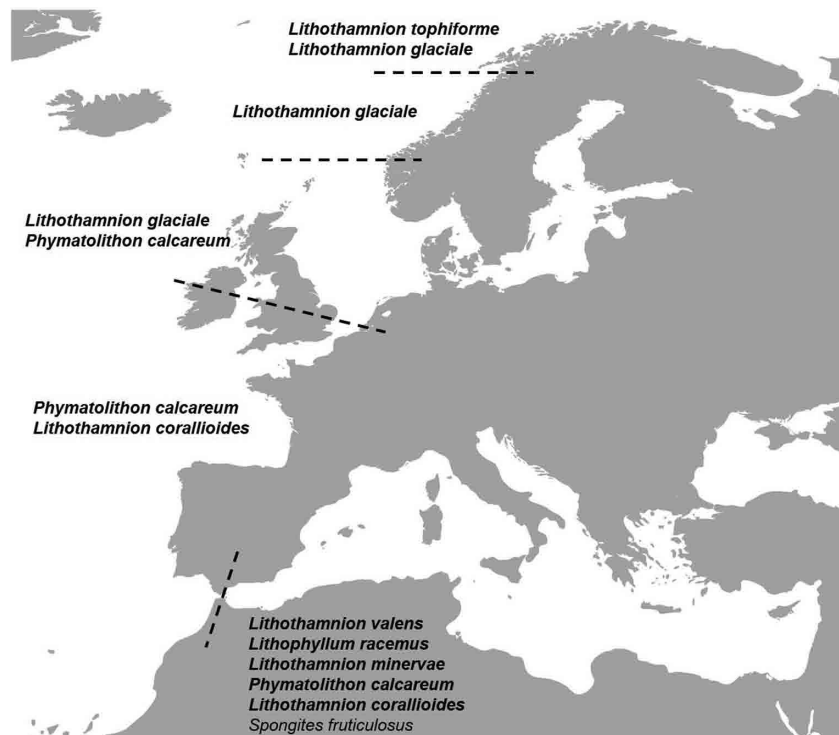 Lithothamnion tophiforme
Lithothamnion glaciale
Lithothamnion glaciale
Lithothamnion glaciale
Phymatolithon calcareum
Phymatolithon calcareum
Lithothamnion corallioides
Lithothamnion valens
Lithophyllum racemus
Lithothamnion minervae
Phymatolithon calcareum
Lithothamnion corallioides
Spongites fruticulosus